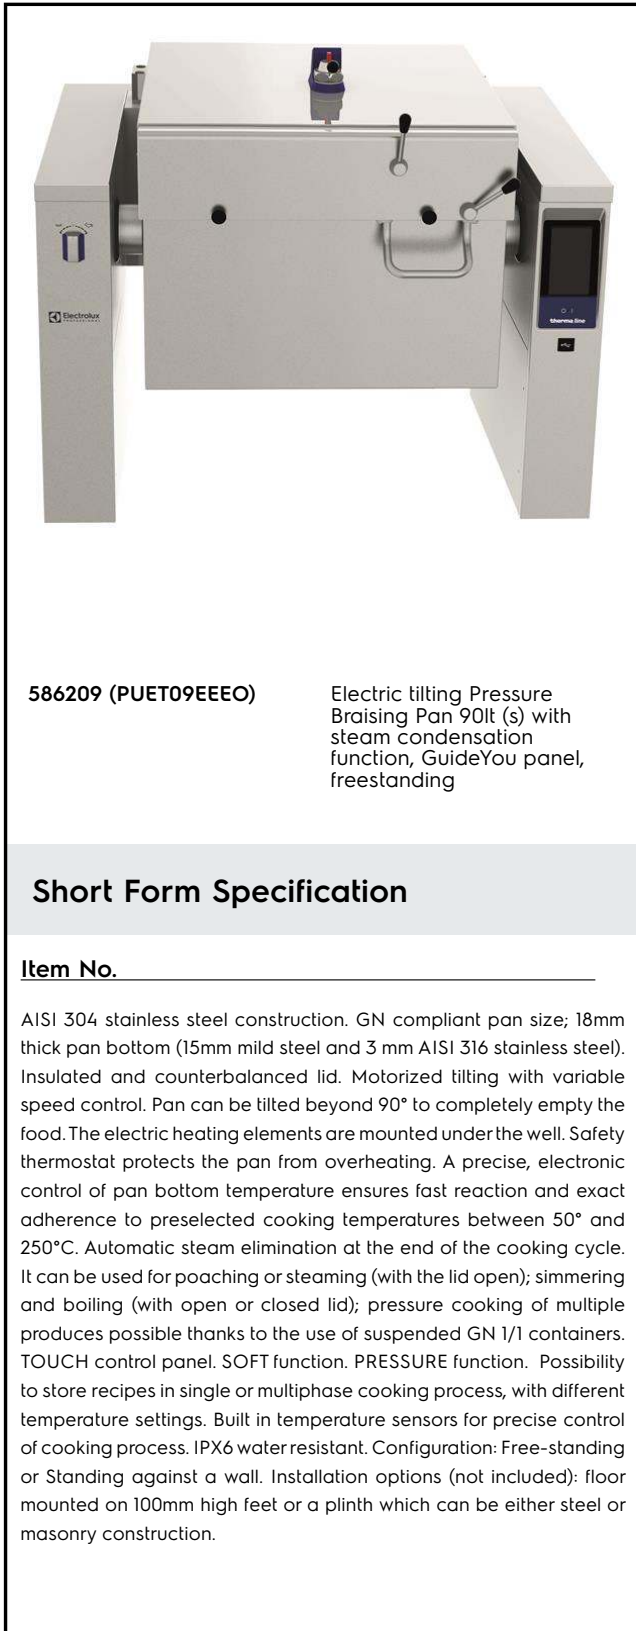 Electrolux
PROFESSIONAL
therma line
586209 (PUET09EEEO)
Electric tilting Pressure
Braising Pan 90lt (s) with
steam condensation
function, GuideYou panel,
freestanding
Short Form Specification
Item No.
AISI 304 stainless steel construction. GN compliant pan size; 18mm
thick pan bottom (15mm mild steel and 3 mm AISI 316 stainless steel).
Insulated and counterbalanced lid. Motorized tilting with variable
speed control. Pan can be tilted beyond 90° to completely empty the
food. The electric heating elements are mounted under the well. Safety
thermostat protects the pan from overheating. A precise, electronic
control of pan bottom temperature ensures fast reaction and exact
adherence to preselected cooking temperatures between 50° and
250°C. Automatic steam elimination at the end of the cooking cycle.
It can be used for poaching or steaming (with the lid open); simmering
and boiling (with open or closed lid); pressure cooking of multiple
produces possible thanks to the use of suspended GN 1/1 containers.
TOUCH control panel. SOFT function. PRESSURE function. Possibility
to store recipes in single or multiphase cooking process, with different
temperature settings. Built in temperature sensors for precise control
of cooking process. IPX6 water resistant. Configuration: Free-standing
or Standing against a wall. Installation options (not included): floor
mounted on 100mm high feet or a plinth which can be either steel or
masonry construction.